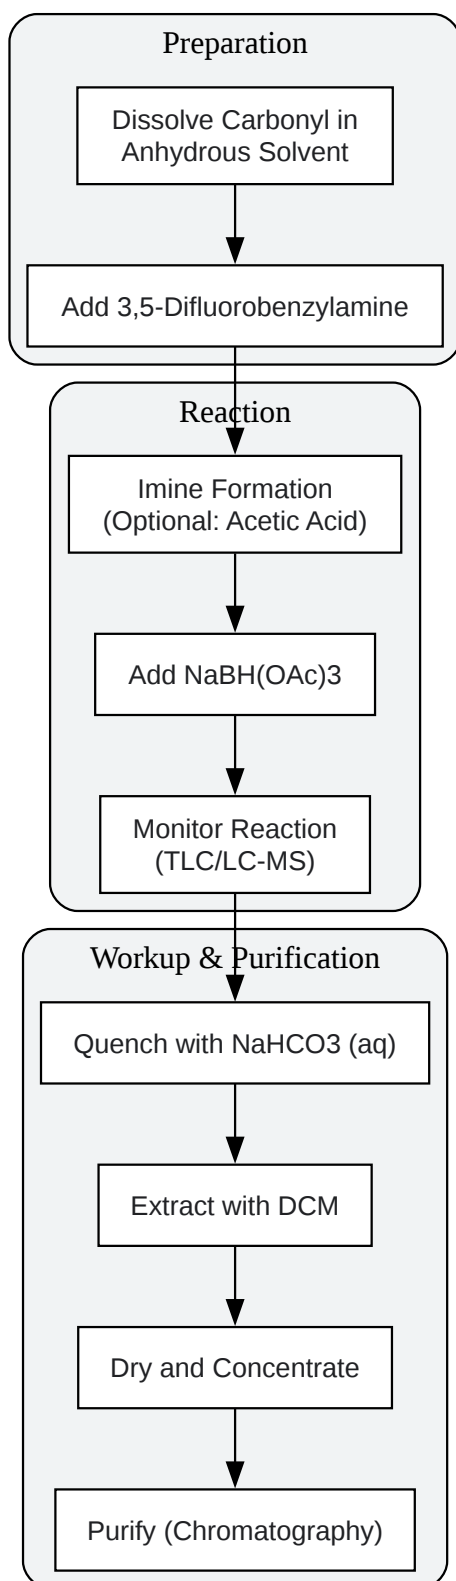 Preparation
Dissolve Carbonyl in
Anhydrous Solvent
Add 3,5-Difluorobenzylamine
Reaction
Imine Formation
(Optional: Acetic Acid)
Add NaBH(OAc)3
Monitor Reaction
(TLC/LC-MS)
Workup & Purification
Quench with NaHCO3 (aq)
Extract with DCM
Dry and Concentrate
Purify (Chromatography)